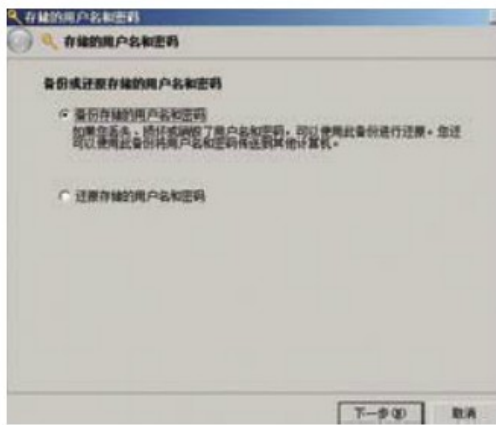 存储的用户名和密码
存储的用户名和密码
备份或还原存储的用户名和密码
备份存储的用户名和密码
如果您丢失、损坏或销毁了用户名和密码，可以使用此备份进行还原。您还
可以使用此备份将用户名和密码传送到其他计算机。
还原存储的用户名和密码
下一步(N)
取消